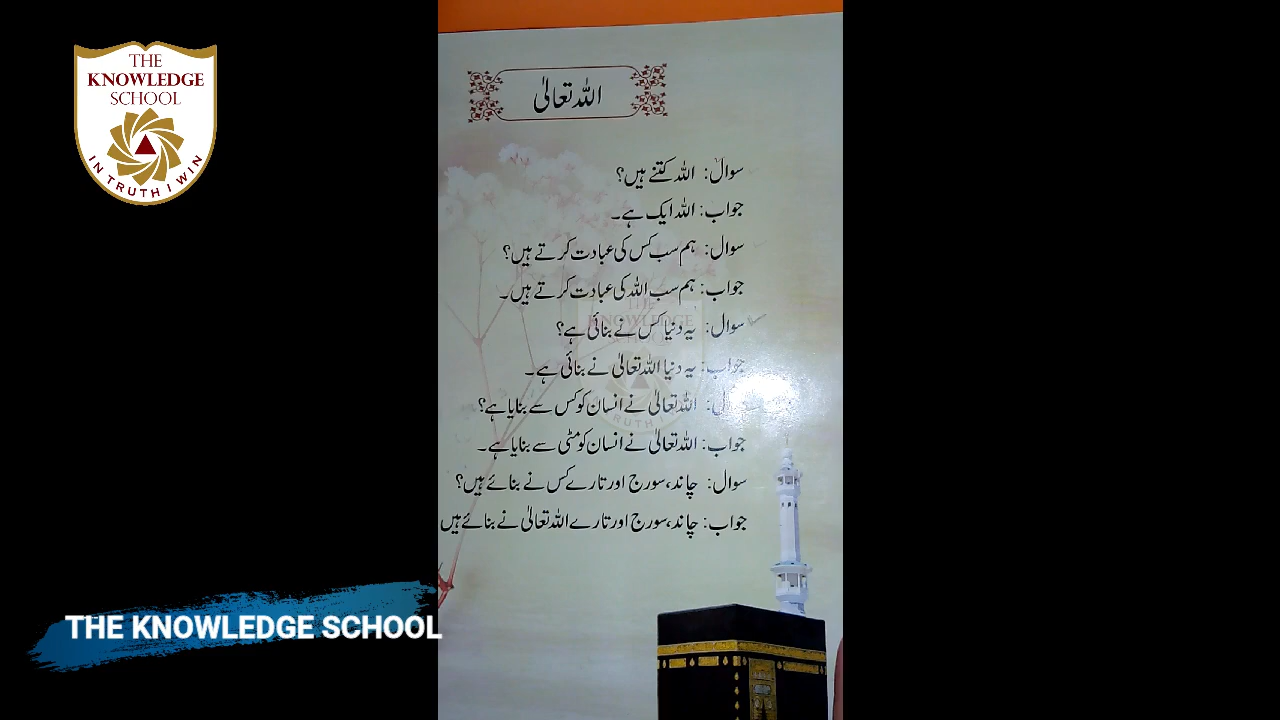 THE
KNOWLEDGE
SCHOOL
IN TRUTH I WIN
اللہ تعالیٰ
سوال: اللہ کتنے ہیں؟
جواب: اللہ ایک ہے۔
سوال: ہم سب کس کی عبادت کرتے ہیں؟
جواب: ہم سب اللہ کی عبادت کرتے ہیں۔
سوال: یہ دنیا کس نے بنائی ہے؟
جواب: یہ دنیا اللہ تعالیٰ نے بنائی ہے۔
سوال: اللہ تعالیٰ نے انسان کو کس سے بنایا ہے؟
جواب: اللہ تعالیٰ نے انسان کو مٹی سے بنایا ہے۔
سوال: چاند، سورج اور تارے کس نے بنائے ہیں؟
جواب: چاند، سورج اور تارے اللہ تعالیٰ نے بنائے ہیں
THE
KNOWLEDGE
SCHOOL
THE KNOWLEDGE SCHOOL